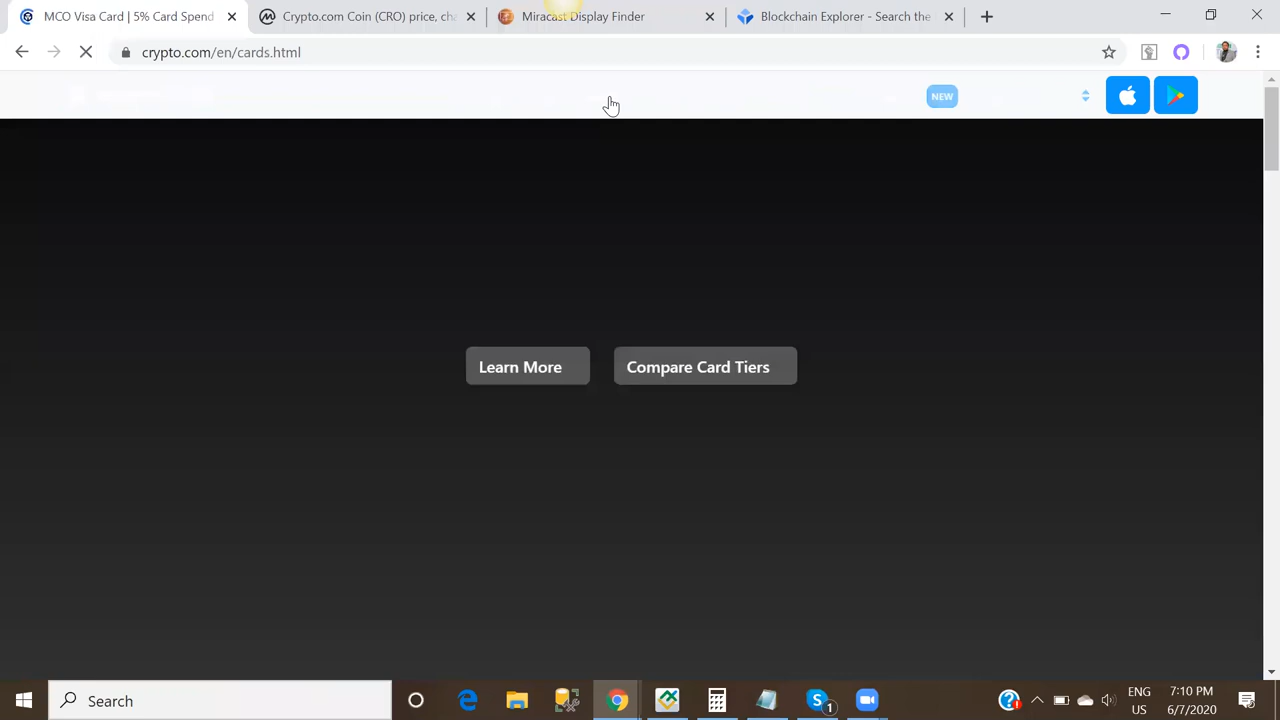 MCO Visa Card | 5% Card Spend
Crypto.com Coin (CRO) price, cha
Miracast Display Finder
Blockchain Explorer - Search the
crypto.com/en/cards.html
NEW
Learn More
Compare Card Tiers
Search
1
ENG
US
7:10 PM
6/7/2020